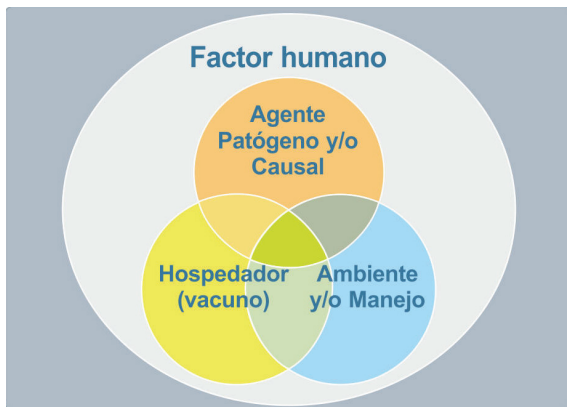 Factor humano
Agente
Patógeno y/o
Causal
Hospedador
(vacuno)
Ambiente
y/o Manejo